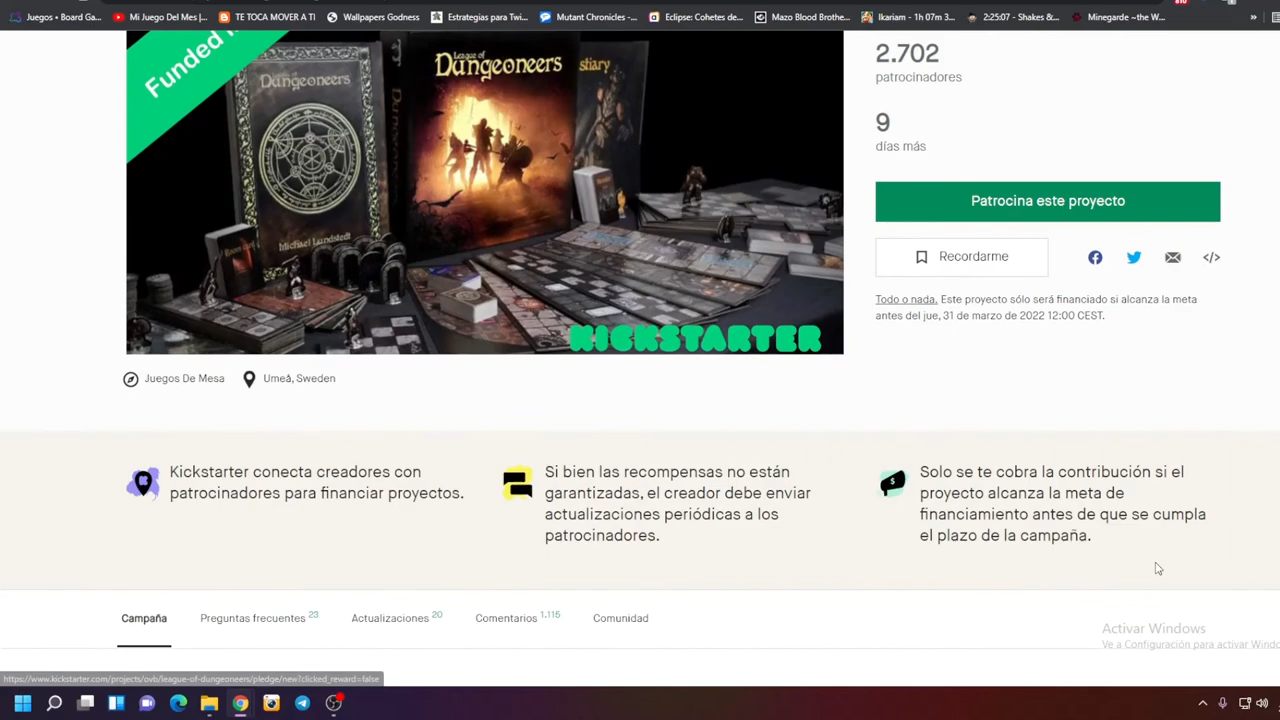 Juegos • Board Ga...
Mi Juego Del Mes |...
TE TOCA MOVER A TI
Wallpapers Godness
Estrategias para Twi...
Mutant Chronicles -...
Eclipse: Cohetes de...
Mazo Blood Brothe...
Ikariam - 1h 07m 3...
2:25:07 - Shakes &...
Minegarde ~the W...
»
Funded
Dungeoneers
League of
Dungeoneers
stiary
Michael Lundstedt
KICKSTARTER
2.702
patrocinadores
9
días más
Patrocina este proyecto
Recordarme
Todo o nada. Este proyecto sólo será financiado si alcanza la meta
antes del jue, 31 de marzo de 2022 12:00 CEST.
Juegos De Mesa
Umeå, Sweden
Kickstarter conecta creadores con
patrocinadores para financiar proyectos.
Si bien las recompensas no están
garantizadas, el creador debe enviar
actualizaciones periódicas a los
patrocinadores.
Solo se te cobra la contribución si el
proyecto alcanza la meta de
financiamiento antes de que se cumpla
el plazo de la campaña.
Campaña
Preguntas frecuentes 23
Actualizaciones 20
Comentarios 1.115
Comunidad
Activar Windows
Ve a Configuración para activar Windo
https://www.kickstarter.com/projects/ovb/league-of-dungeoneers/pledge/new?clicked_reward=false